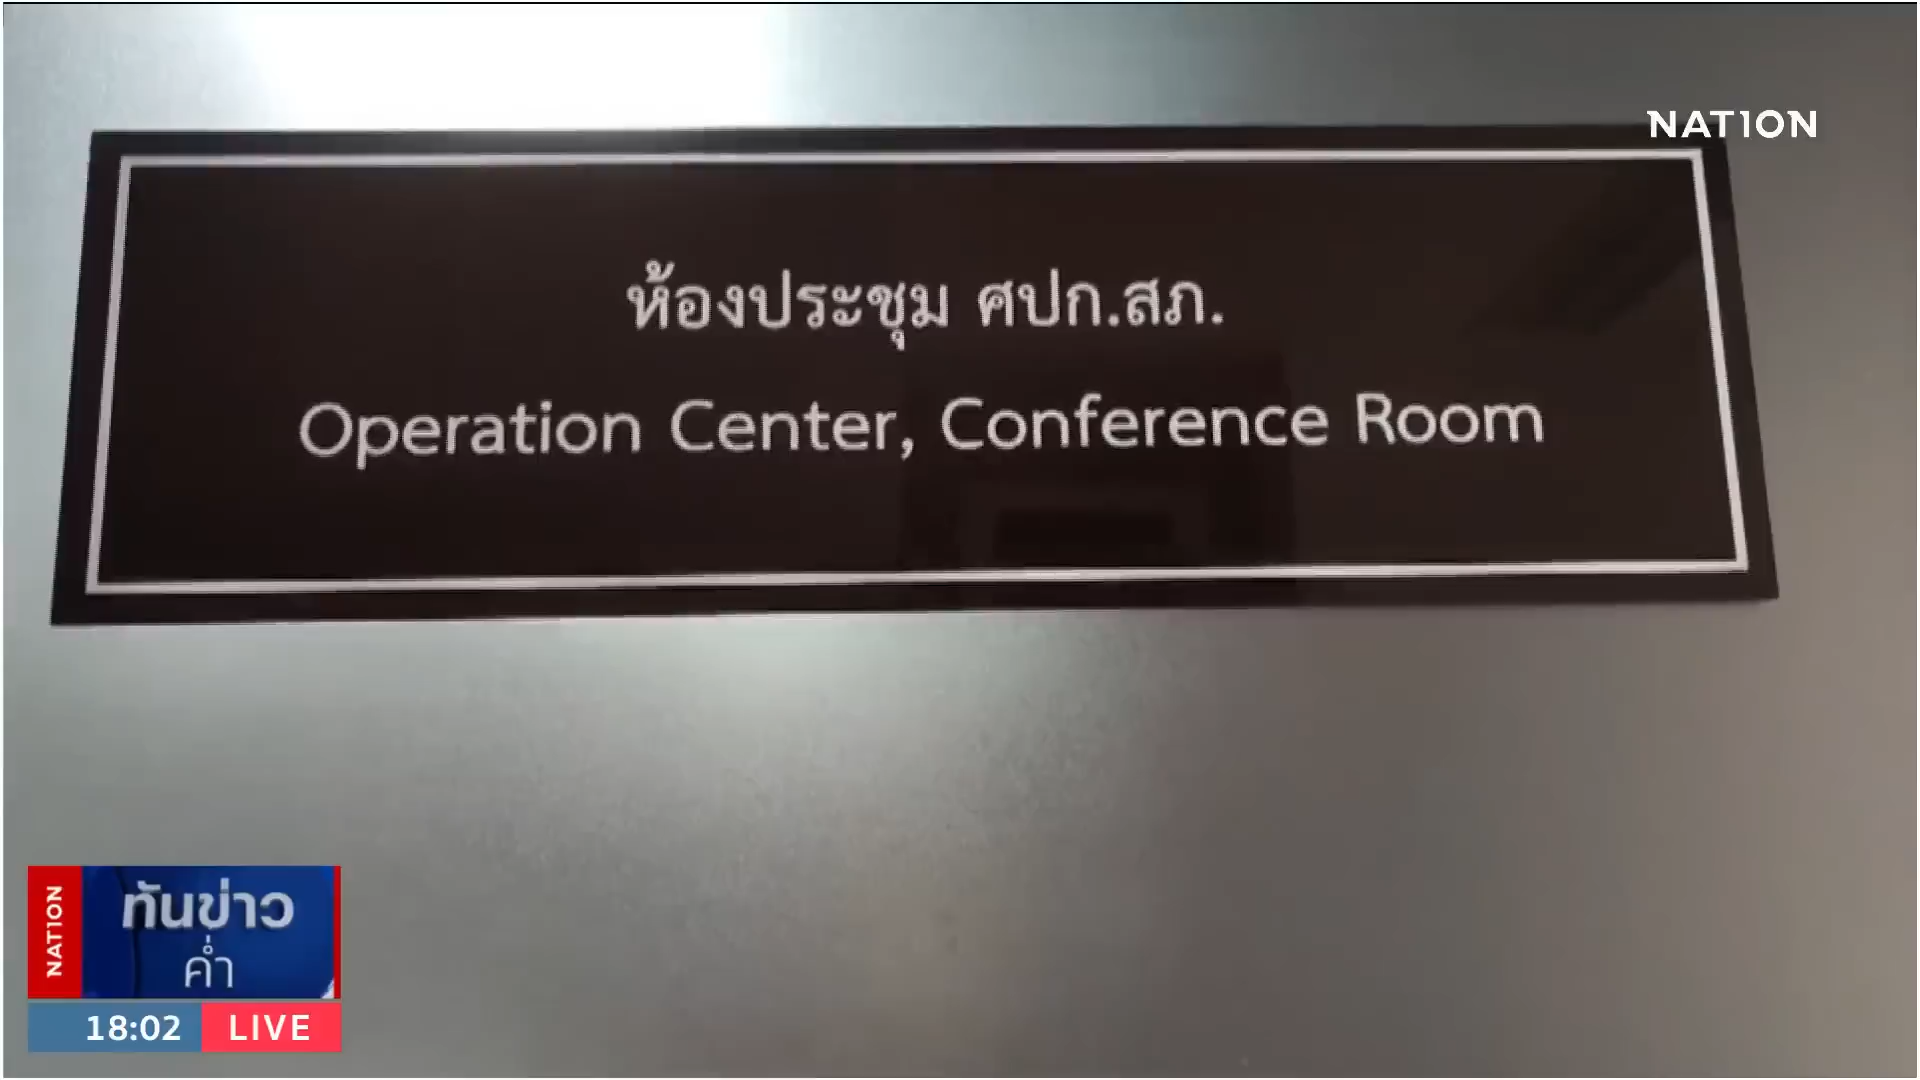 NATION
ห้องประชุม ศปก.สภ.
Operation Center, Conference Room
NATION
ทันข่าว
ค่ำ
18:02 LIVE